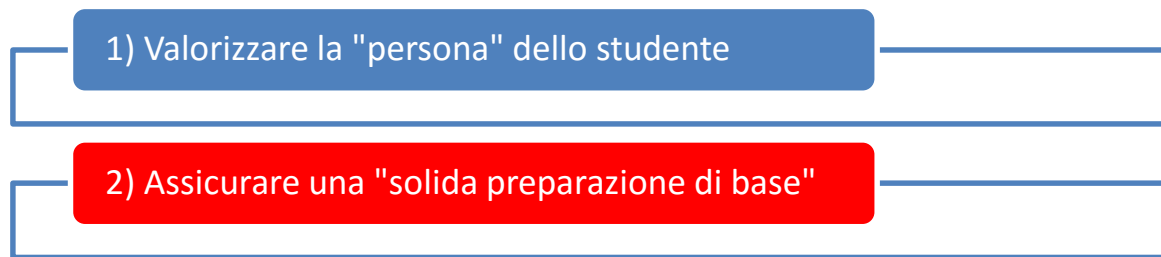 1) Valorizzare la "persona" dello studente
2) Assicurare una "solida preparazione di base"